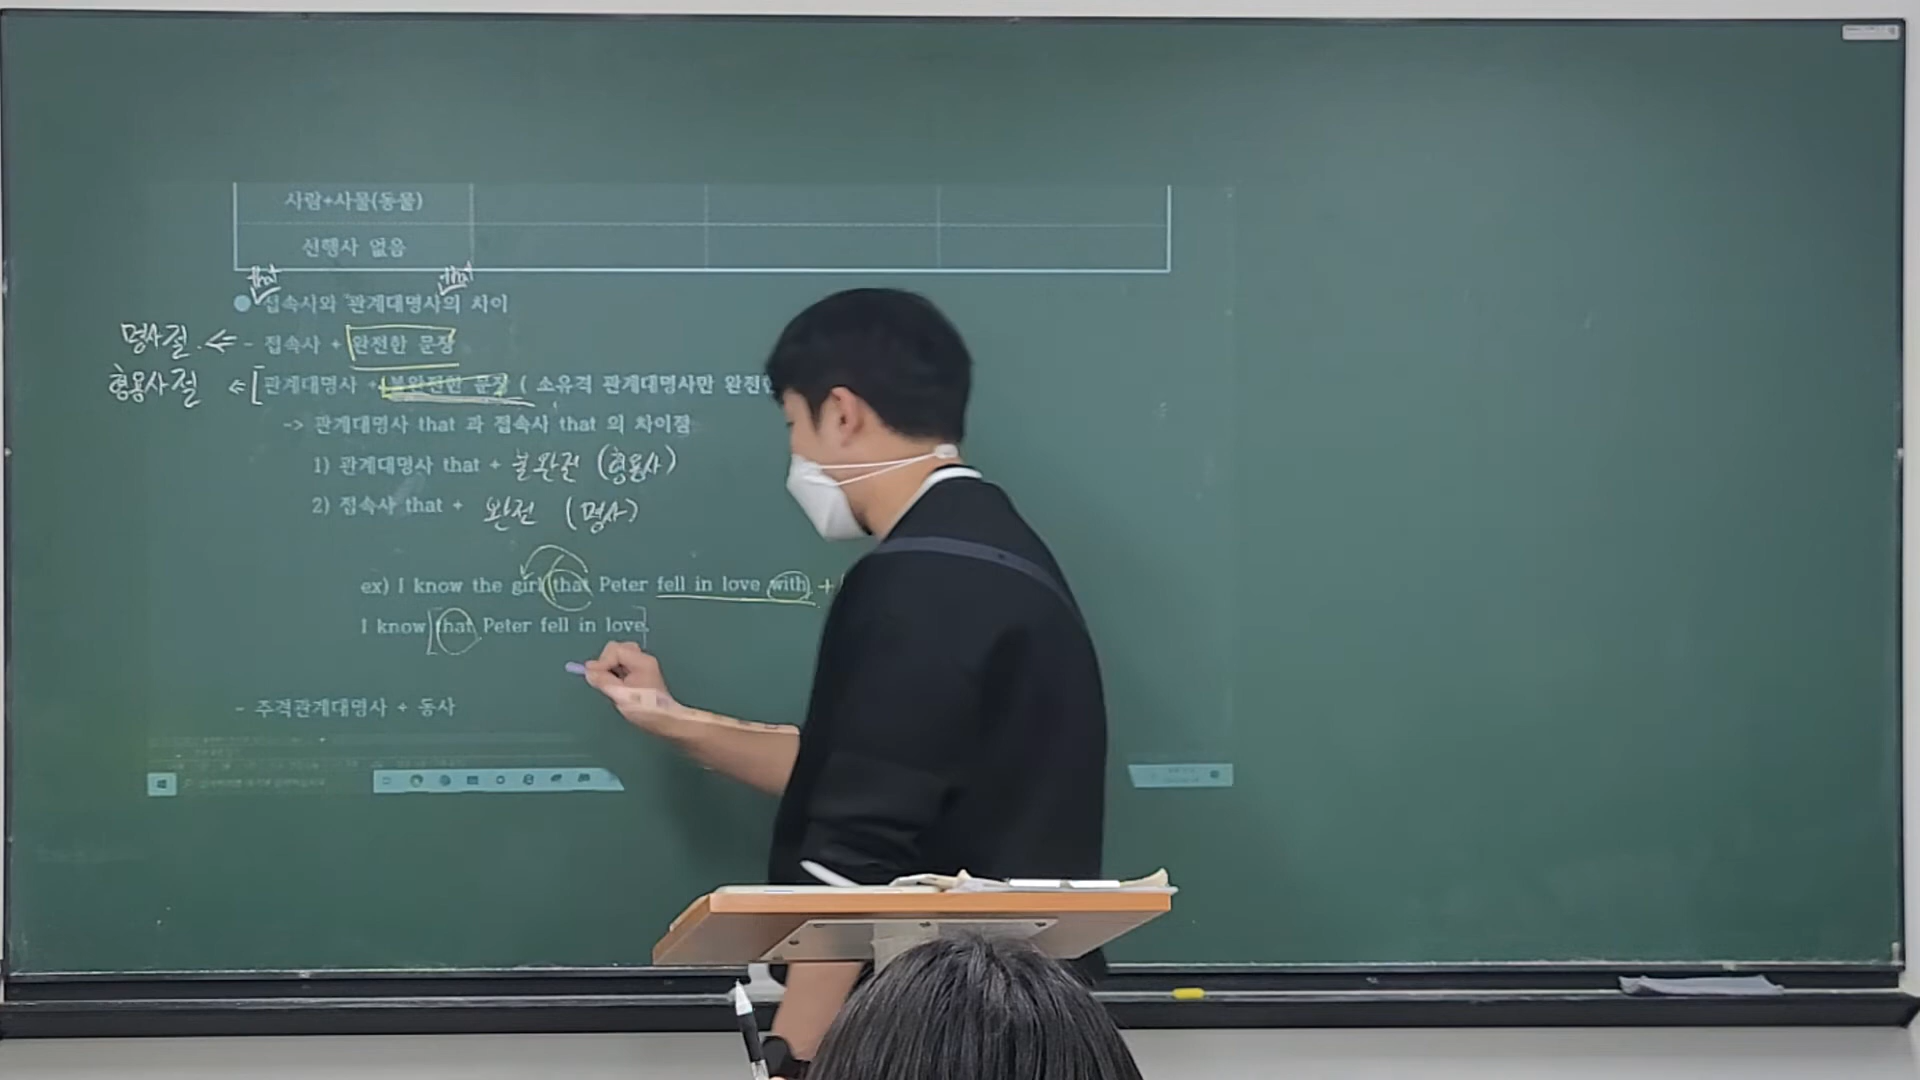 사람+사물(동물)
선행사 없음
that that
접속사와 관계대명사의 차이
명사절 ⇐ - 접속사 + 완전한 문장
형용사절 ⇐ [관계대명사 + 불완전한 문장 ( 소유격 관계대명사만 완전한
-> 관계대명사 that 과 접속사 that 의 차이점
1) 관계대명사 that + 불완전 (형용사)
2) 접속사 that + 완전 (명사)
ex) I know the girl that Peter fell in love with +
I know [that Peter fell in love.]
- 주격관계대명사 + 동사